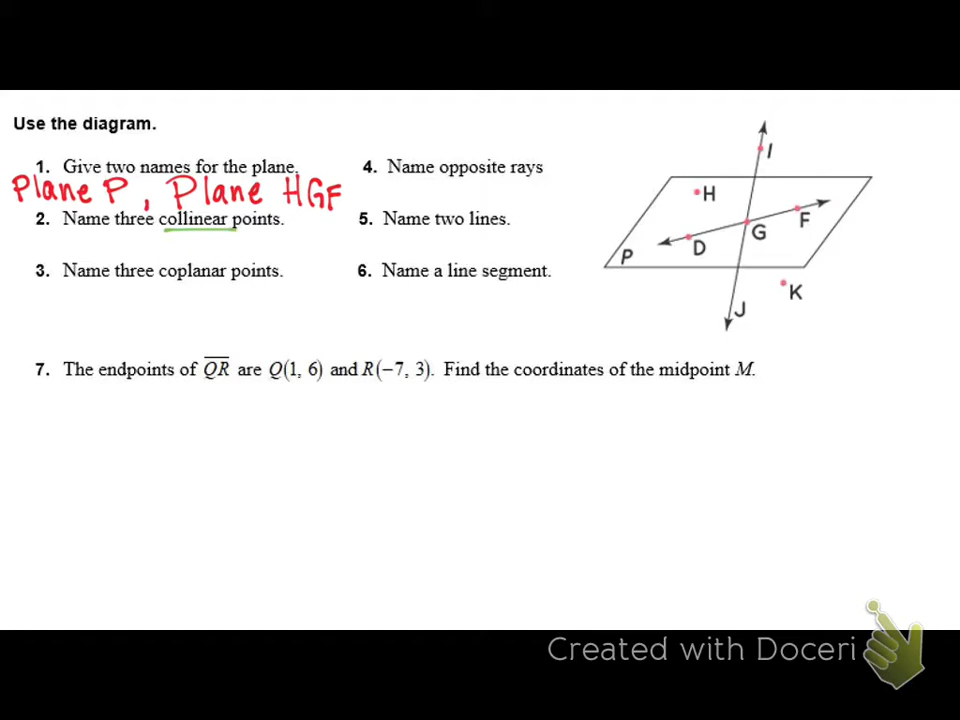 Use the diagram.
1. Give two names for the plane.
Plane P, Plane HGF
2. Name three collinear points.
3. Name three coplanar points.
4. Name opposite rays
5. Name two lines.
6. Name a line segment.
I
H
F
G
D
P
K
J
7. The endpoints of QR are Q(1, 6) and R(−7, 3). Find the coordinates of the midpoint M.
Created with Doceri